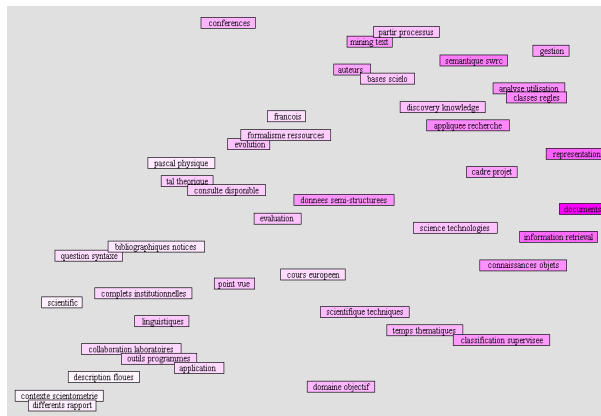 conferences
partir processus
mining text
gestion
semantique swrc
auteurs
bases scielo
analyse utilisation
classes regles
discovery knowledge
francois
appliquee recherche
formalisme ressources
evolution
representation
pascal physique
cadre projet
tal theorique
consulte disponible
donnees semi-structurees
documents
evaluation
science technologies
information retrieval
bibliographiques notices
question syntaxe
connaissances objets
cours europeen
point vue
complets institutionnelles
scientific
scientifique techniques
linguistiques
temps thematiques
classification supervisee
collaboration laboratoires
outils programmes
application
description floues
domaine objectif
contexte scientometrie
differents rapport